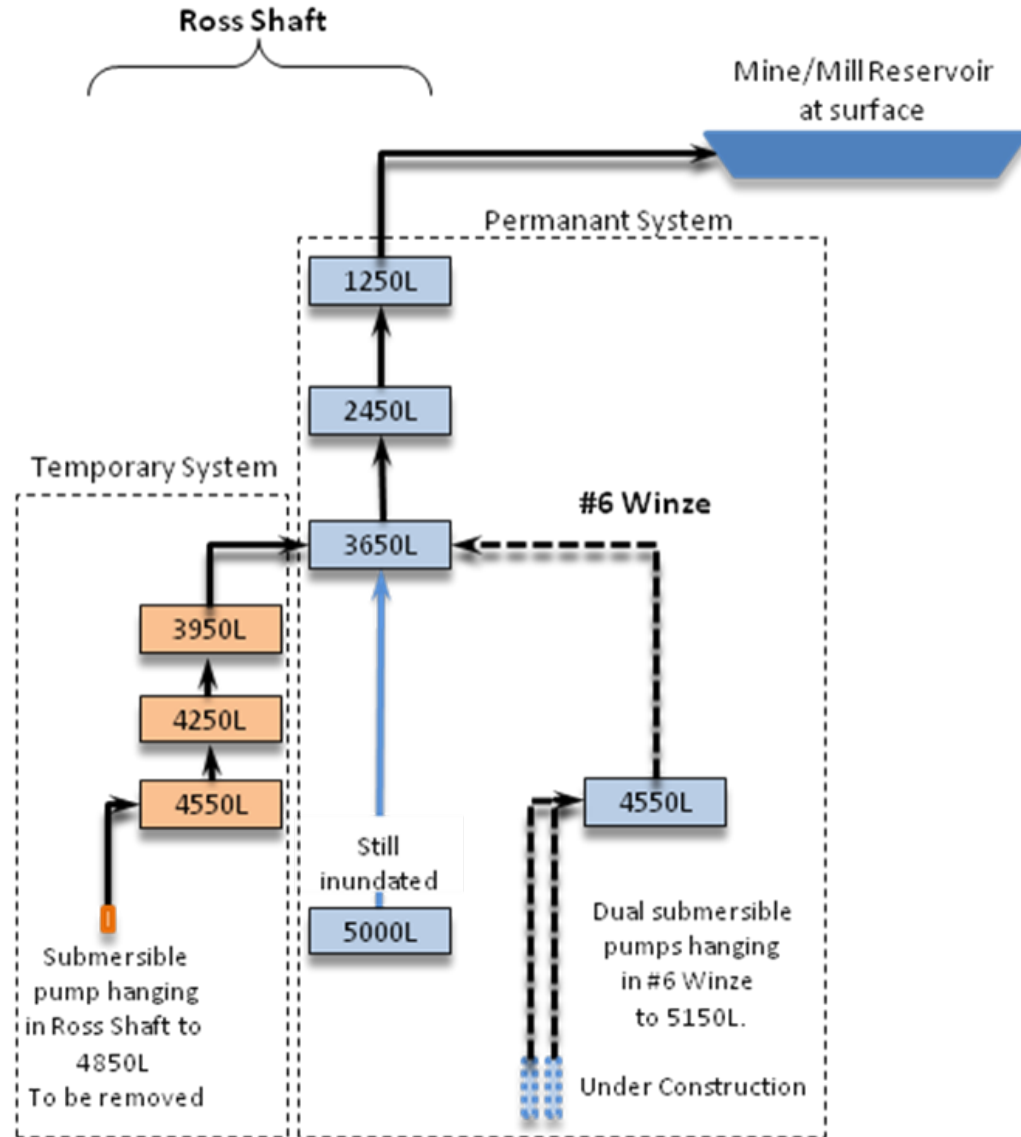 Ross Shaft
Mine/Mill Reservoir
at surface
Permanant System
1250L
2450L
Temporary System
#6 Winze
3650L
3950L
4250L
4550L
4550L
Still
inundated
5000L
Dual submersible
pumps hanging
in #6 Winze
to 5150L.
Submersible
pump hanging
in Ross Shaft to
4850L
To be removed
Under Construction